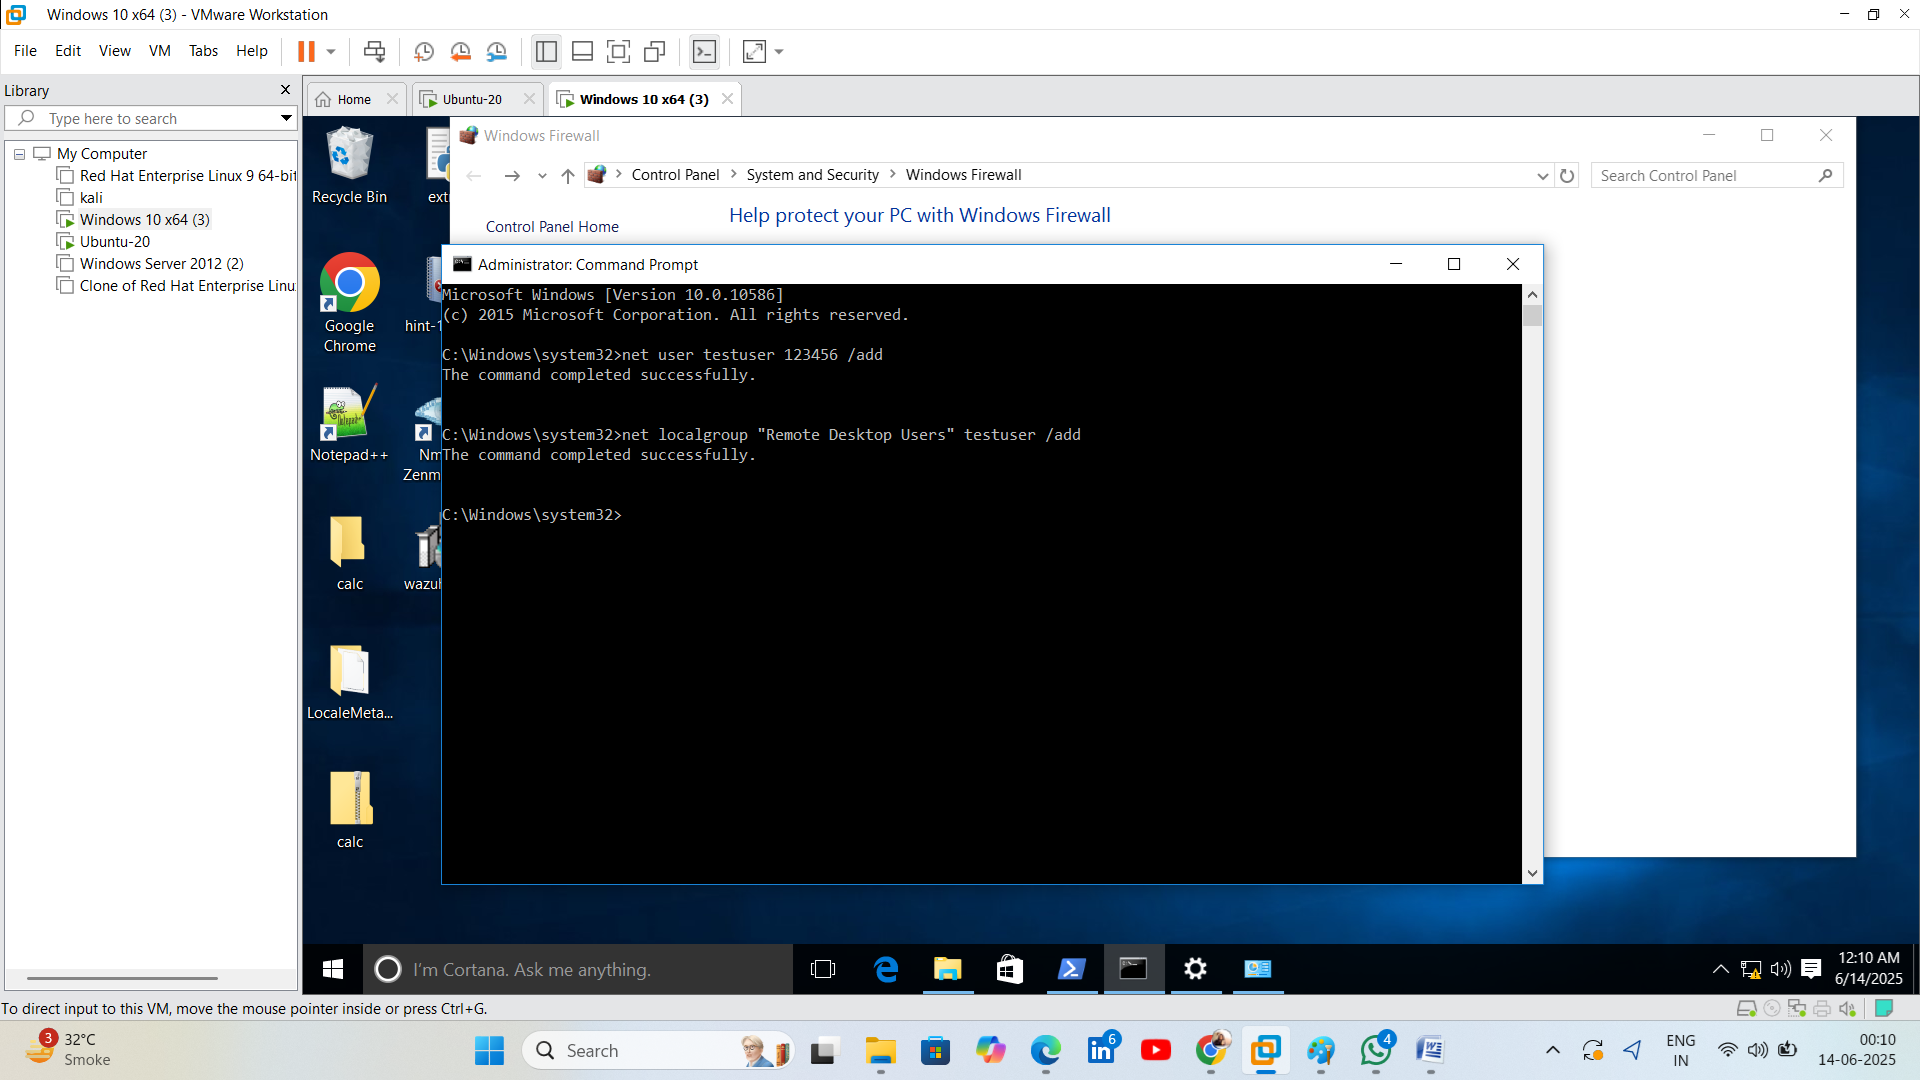 Windows 10 x64 (3) - VMware Workstation
File Edit View VM Tabs Help
Library
Type here to search
My Computer
Red Hat Enterprise Linux 9 64-bit
kali
Windows 10 x64 (3)
Ubuntu-20
Windows Server 2012 (2)
Clone of Red Hat Enterprise Linu
Home
Ubuntu-20
Windows 10 x64 (3)
Recycle Bin
Google
Chrome
hint-1
Notepad++
Nm
Zenm
calc
wazuh
LocaleMeta...
calc
Windows Firewall
Control Panel System and Security Windows Firewall
Search Control Panel
Control Panel Home
Help protect your PC with Windows Firewall
Administrator: Command Prompt
Microsoft Windows [Version 10.0.10586]
(c) 2015 Microsoft Corporation. All rights reserved.
C:\Windows\system32>net user testuser 123456 /add
The command completed successfully.
C:\Windows\system32>net localgroup "Remote Desktop Users" testuser /add
The command completed successfully.
C:\Windows\system32>
I'm Cortana. Ask me anything.
12:10 AM
6/14/2025
To direct input to this VM, move the mouse pointer inside or press Ctrl+G.
3
32°C
Smoke
Search
6
4
ENG
IN
00:10
14-06-2025